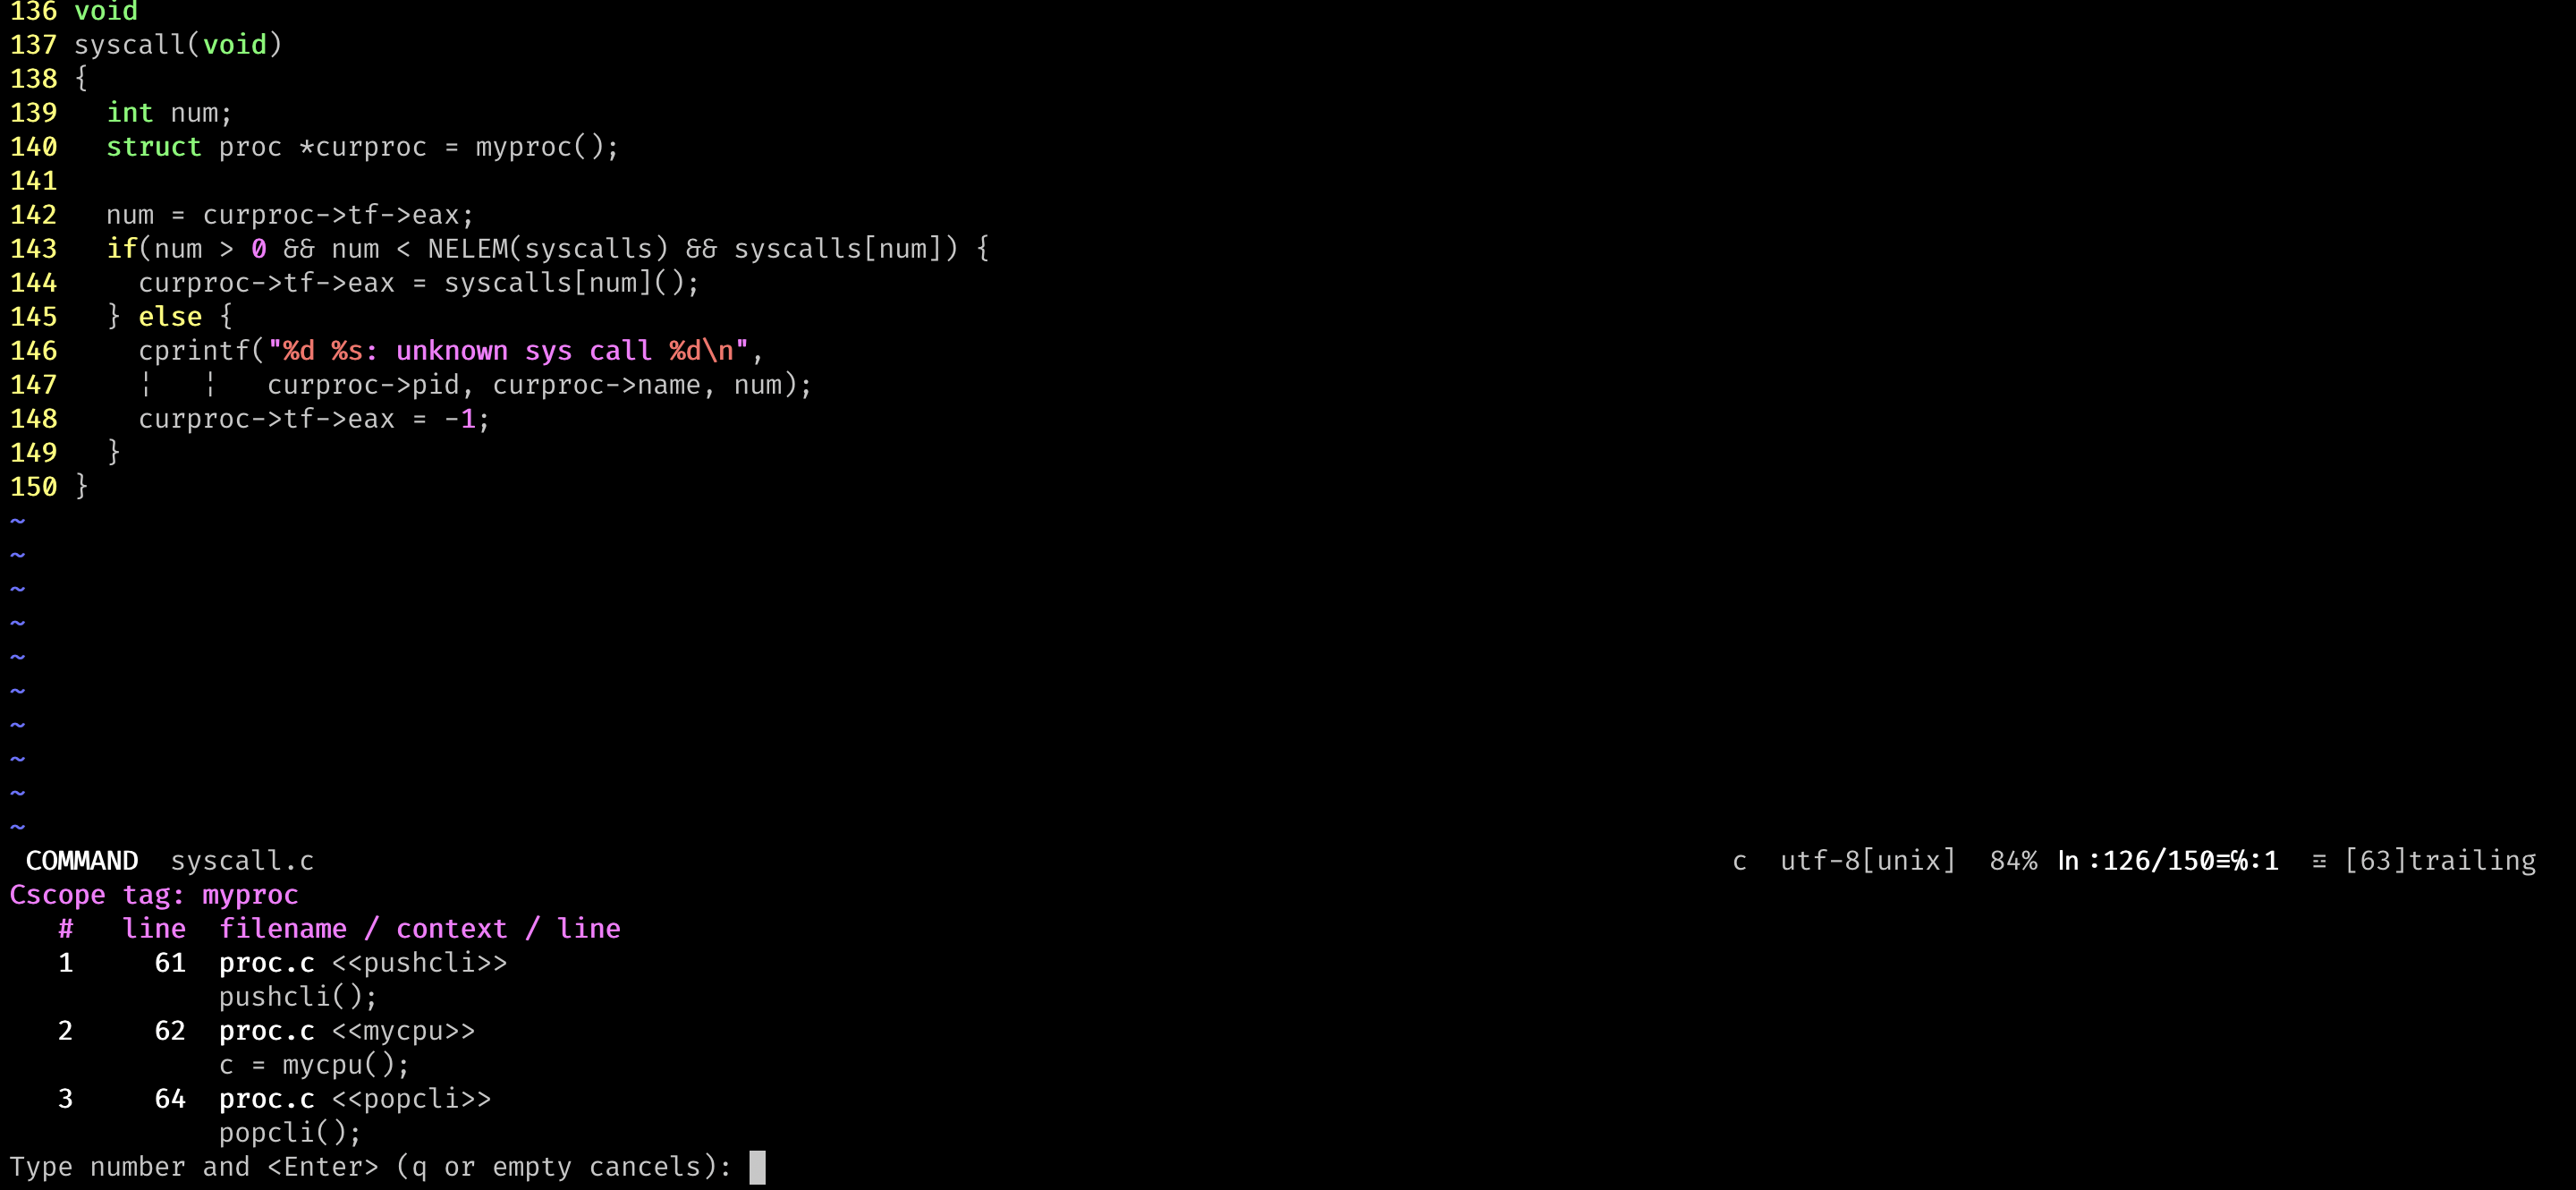 136 void
137 syscall(void)
138 {
139   int num;
140   struct proc *curproc = myproc();
141
142   num = curproc->tf->eax;
143   if(num > 0 && num < NELEM(syscalls) && syscalls[num]) {
144     curproc->tf->eax = syscalls[num]();
145   } else {
146     cprintf("%d %s: unknown sys call %d\n",
147     ¦   ¦   curproc->pid, curproc->name, num);
148     curproc->tf->eax = -1;
149   }
150 }
~
~
~
~
~
~
~
~
~
~
COMMAND  syscall.c  c  utf-8[unix]  84% ln :126/150≡℅:1  ☲ [63]trailing
Cscope tag: myproc
   #   line  filename / context / line
   1     61  proc.c <<pushcli>>
             pushcli();
   2     62  proc.c <<mycpu>>
             c = mycpu();
   3     64  proc.c <<popcli>>
             popcli();
Type number and <Enter> (q or empty cancels):